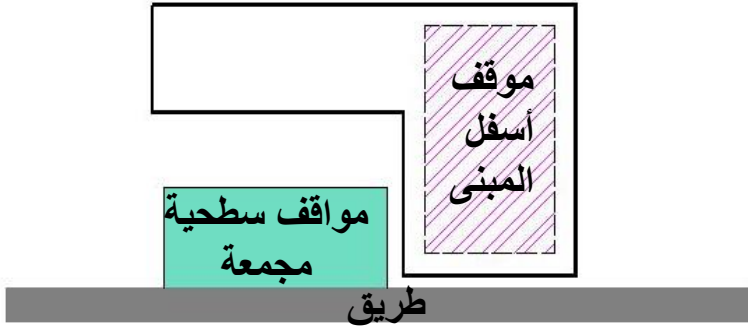 موقف
أسفل
المبنى
مواقف سطحية
مجمعة
طريق